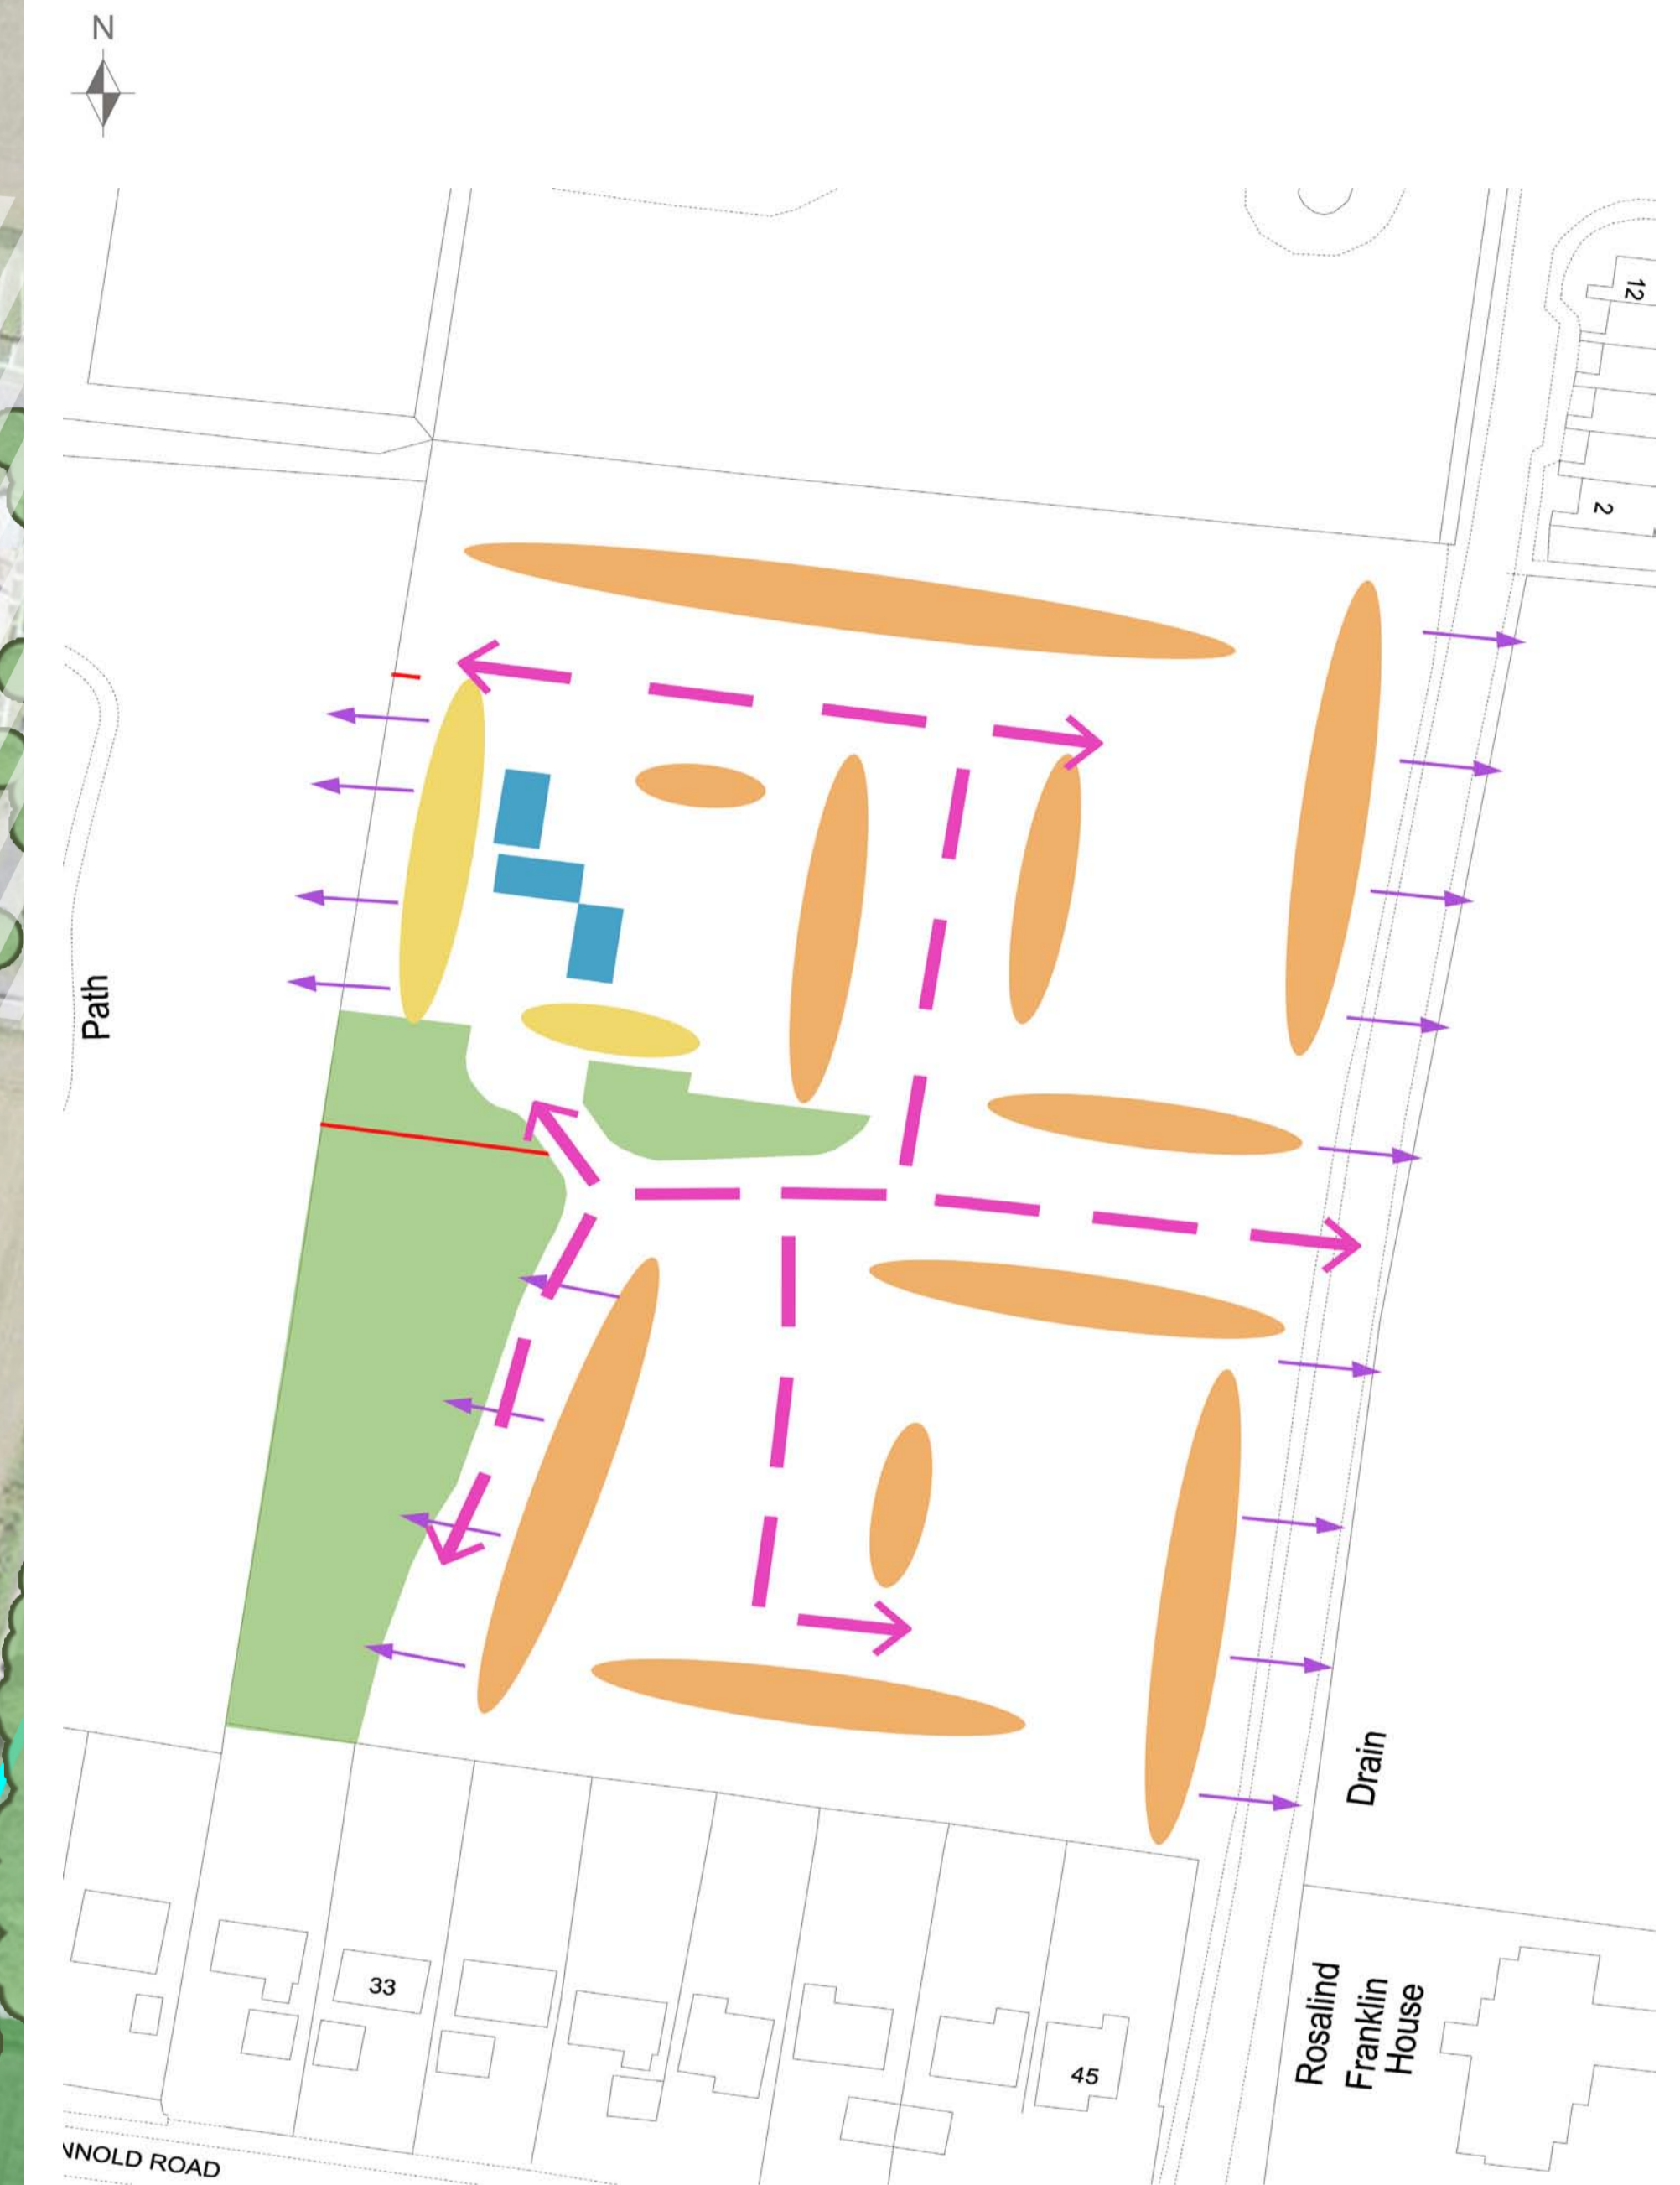 N
12
2
Path
Drain
33
45
Rosalind
Franklin
House
NNOLD ROAD